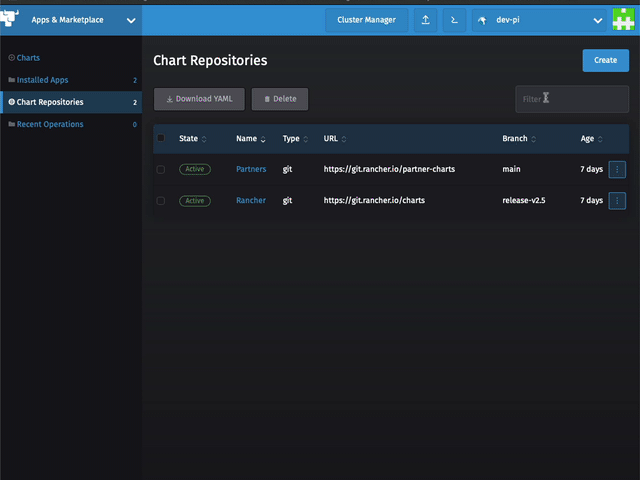 Apps & Marketplace
Cluster Manager
dev-pi
Charts
Installed Apps 2
Chart Repositories 2
Recent Operations 0
Chart Repositories
Create
Download YAML
Delete
Filter
State Name Type URL Branch Age
Active Partners git https://git.rancher.io/partner-charts main 7 days
Active Rancher git https://git.rancher.io/charts release-v2.5 7 days